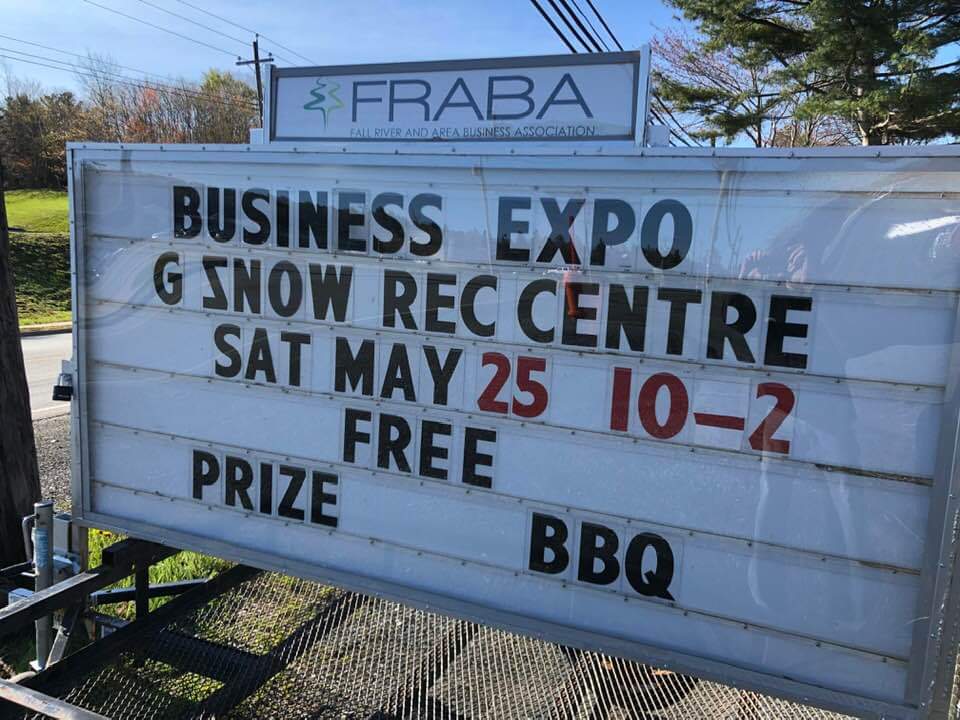 FRABA
FALL RIVER AND AREA BUSINESS ASSOCIATION
BUSINESS EXPO
G SNOW REC CENTRE
SAT MAY 25 10-2
FREE
PRIZE BBQ